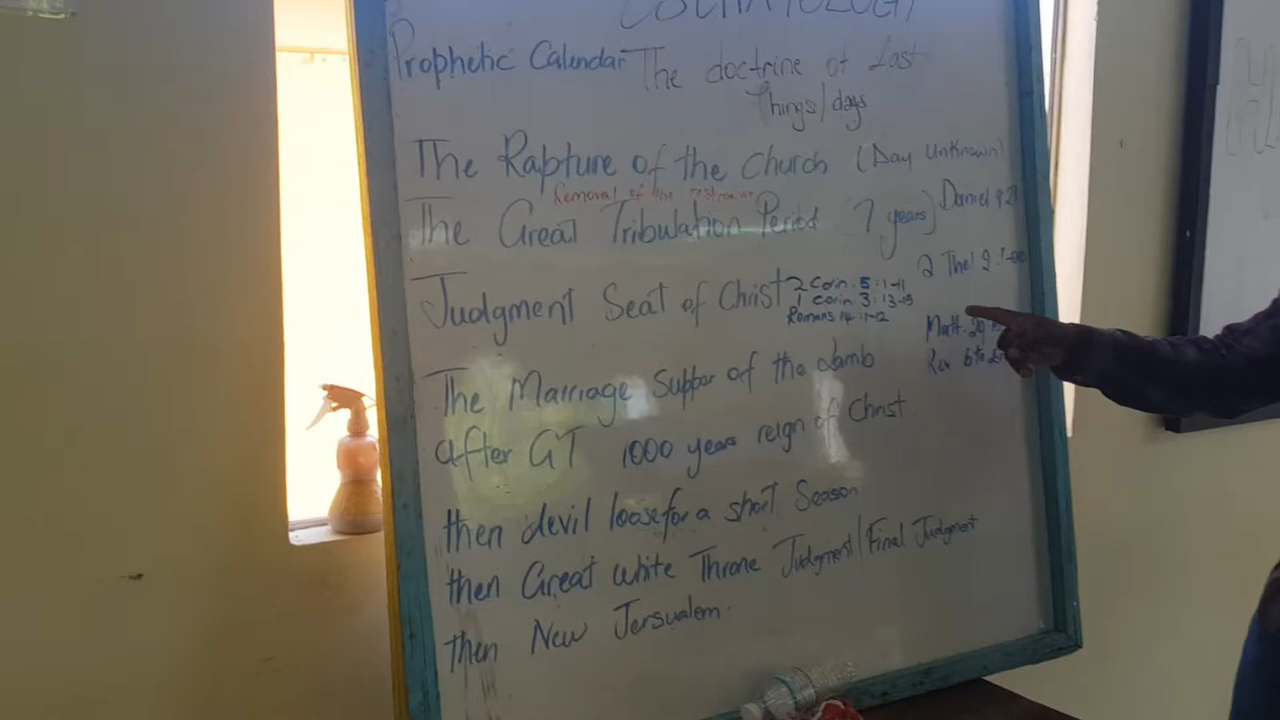 ESCHATOLOGY
Prophetic Calendar The doctrine of Last
Things/days
The Rapture of the Church (Day Unknown)
Removal of the restrainer
The Great Tribulation Period 7 years) Daniel 9:27
2 The! 2:
Judgment Seat of Christ 2 Corin. 5:1-11
1 Corin 3:13-15
Romans 14:1-12
Matt.
Rev 6 to
The Marriage Supper of the Lamb
after GT 1000 years reign of Christ
then devil loose for a short Season
then Great white Throne Judgment/Final Judgment
then New Jersualem.